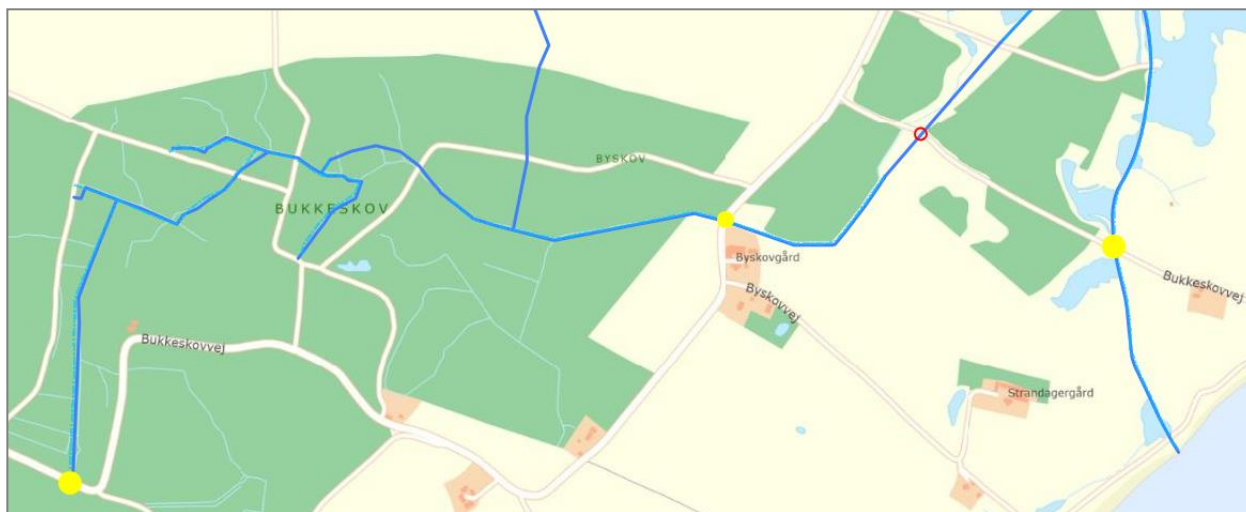 BYSKOV
BUKKESKOV
Byskovgård
Byskovvej
Bukkeskovvej
Bukkeskovvej
Strandagergård